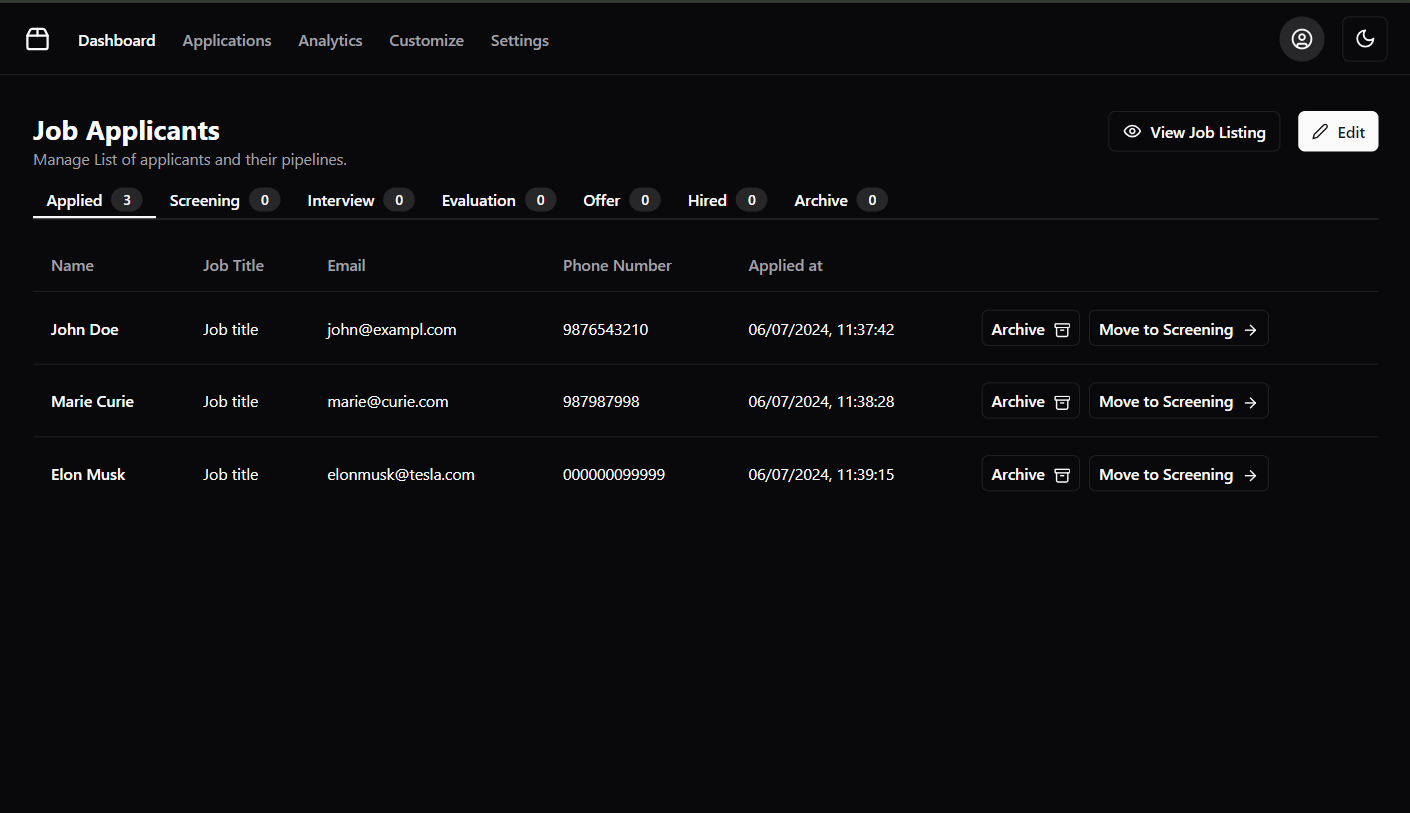 Dashboard Applications Analytics Customize Settings
Job Applicants
View Job Listing Edit
Manage List of applicants and their pipelines.
Applied 3 Screening 0 Interview 0 Evaluation 0 Offer 0 Hired 0 Archive 0
Name Job Title Email Phone Number Applied at
John Doe Job title john@exampl.com 9876543210 06/07/2024, 11:37:42 Archive Move to Screening
Marie Curie Job title marie@curie.com 987987998 06/07/2024, 11:38:28 Archive Move to Screening
Elon Musk Job title elonmusk@tesla.com 000000099999 06/07/2024, 11:39:15 Archive Move to Screening